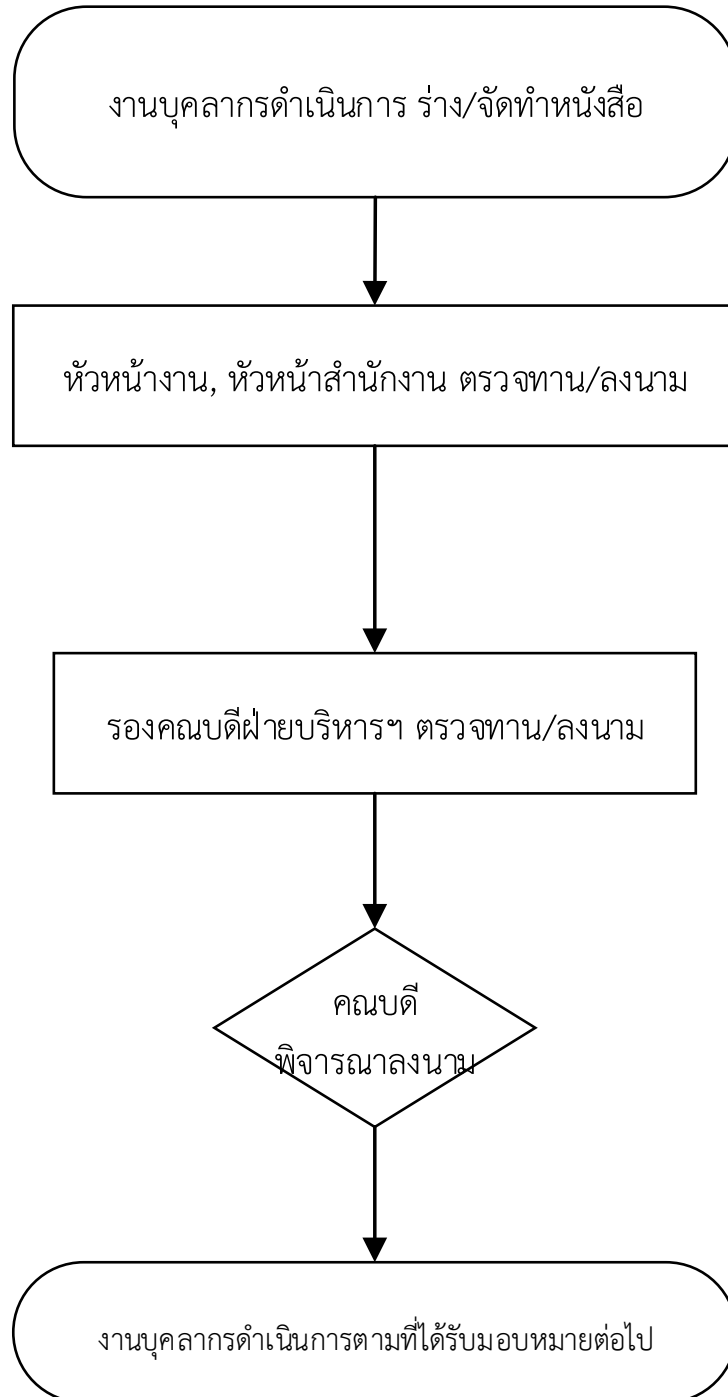 งานบุคลากรดำเนินการ ร่าง/จัดทำหนังสือ
หัวหน้างาน, หัวหน้าสำนักงาน ตรวจทาน/ลงนาม
รองคณบดีฝ่ายบริหารฯ ตรวจทาน/ลงนาม
คณบดี
พิจารณาลงนาม
งานบุคลากรดำเนินการตามที่ได้รับมอบหมายต่อไป